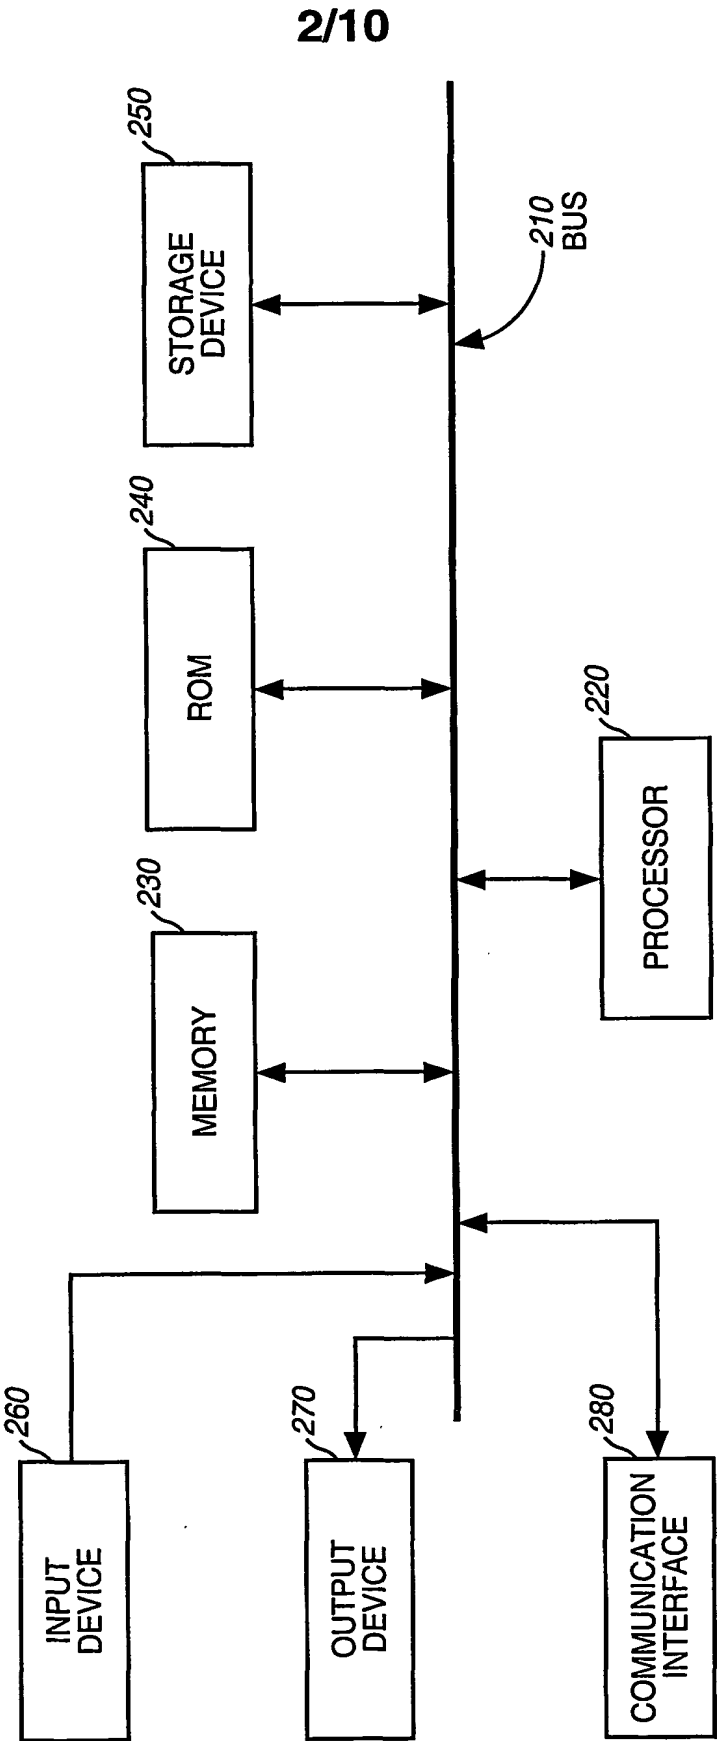 2/10
260
INPUT
DEVICE
230
MEMORY
240
ROM
250
STORAGE
DEVICE
270
OUTPUT
DEVICE
210
BUS
280
COMMUNICATION
INTERFACE
220
PROCESSOR